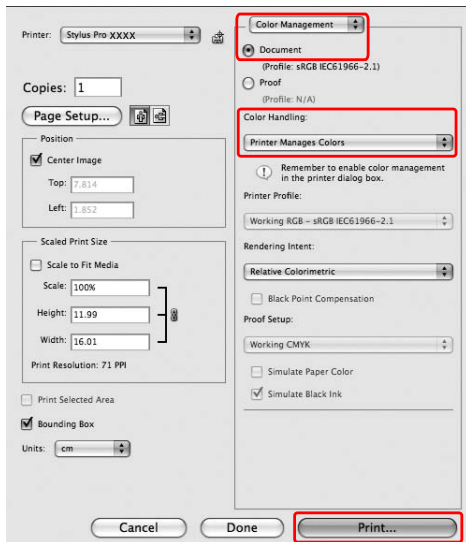 Printer: Stylus Pro XXXX
Copies: 1
Page Setup...
Position
Center Image
Top: 7.814
Left: 1.852
Scaled Print Size
Scale to Fit Media
Scale: 100%
Height: 11.99
Width: 16.01
Print Resolution: 71 PPI
Print Selected Area
Bounding Box
Units: cm
Color Management
Document
(Profile: sRGB IEC61966-2.1)
Proof
(Profile: N/A)
Color Handling:
Printer Manages Colors
Remember to enable color management
in the printer dialog box.
Printer Profile:
Working RGB - sRGB IEC61966-2.1
Rendering Intent:
Relative Colorimetric
Black Point Compensation
Proof Setup:
Working CMYK
Simulate Paper Color
Simulate Black Ink
Cancel
Done
Print...